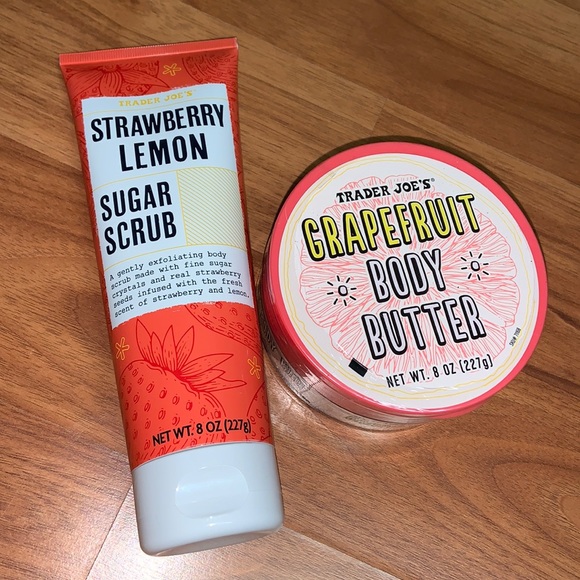 TRADER JOE'S
STRAWBERRY
LEMON
SUGAR
SCRUB
A gently exfoliating body
scrub made with fine sugar
crystals and real strawberry
seeds infused with the fresh
scent of strawberry and lemon.
NET WT. 8 OZ (227g)
TRADER JOE'S®
GRAPEFRUIT
BODY
BUTTER
NET WT. 8 OZ (227g)